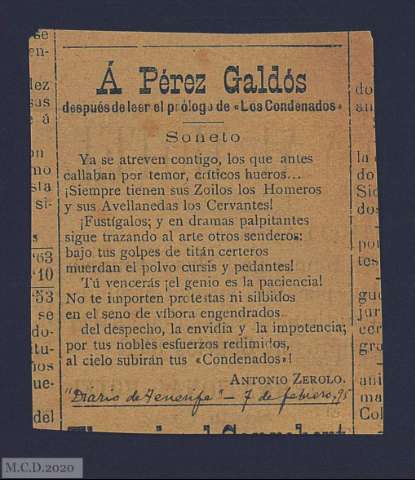 Á Pérez Galdós
después de leer el prólogo de «Los Condenados»
Soneto
Ya se atreven contigo, los que antes
callaban por temor, críticos hueros...
¡Siempre tienen sus Zoilos los Homeros
y sus Avellanedas los Cervantes!
¡Fustígalos; y en dramas palpitantes
sigue trazando al arte otros senderos;
bajo tus golpes de titán certeros
muerdan el polvo cursis y pedantes!
Tú vencerás ¡el genio es la paciencia!
No te importen protestas ni silbidos
en el seno de víbora engendrados
del despecho, la envidia y la impotencia;
por tus nobles esfuerzos redimidos,
al cielo subirán tus «Condenados»!
ANTONIO ZEROLO.
"Diario de Tenerife" - 7 de febrero, 95
M.C.D.2020